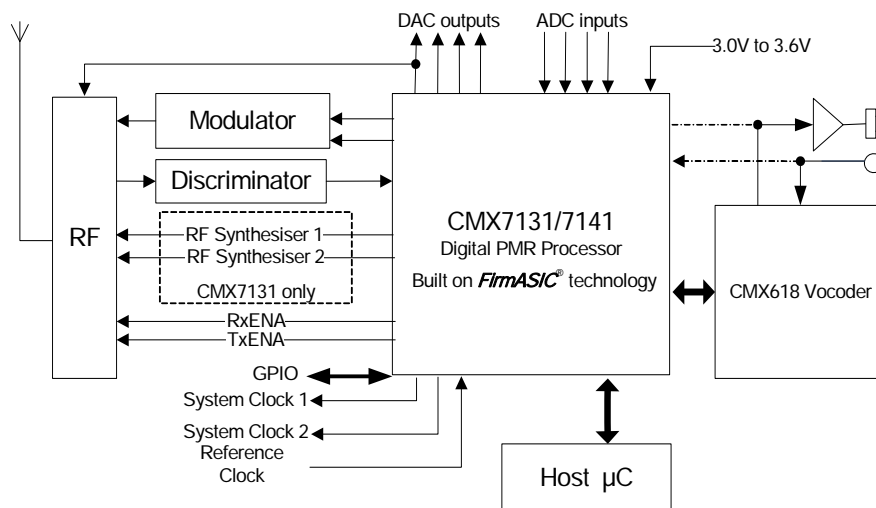 DAC outputs
ADC inputs
3.0V to 3.6V
Modulator
Discriminator
RF
RF Synthesiser 1
RF Synthesiser 2
CMX7131 only
RxENA
TxENA
CMX7131/7141
Digital PMR Processor
Built on FirmASIC® technology
CMX618 Vocoder
GPIO
System Clock 1
System Clock 2
Reference
Clock
Host µC